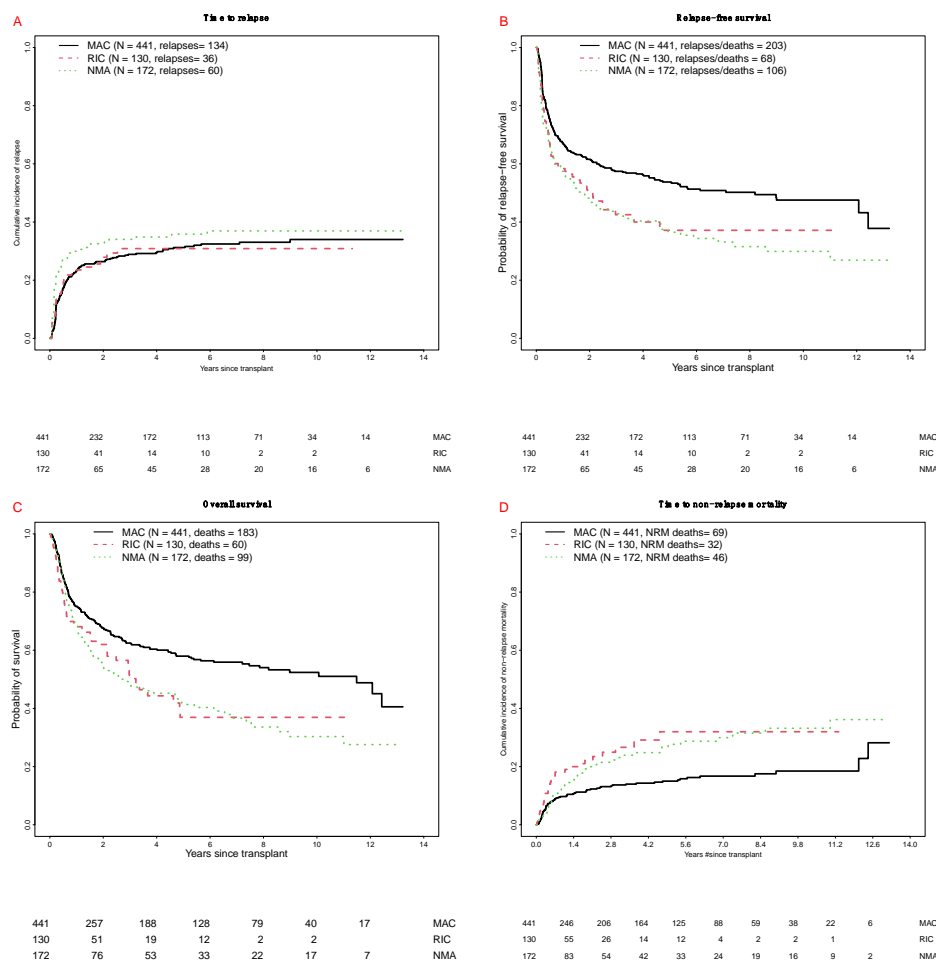 A
Time to relapse
MAC (N = 441, relapses= 134)
RIC (N = 130, relapses= 36)
NMA (N = 172, relapses= 60)
Cumulative incidence of relapse
0.0 0.2 0.4 0.6 0.8 1.0
0 2 4 6 8 10 12 14
Years since transplant
441 232 172 113 71 34 14 MAC
130 41 14 10 2 2 RIC
172 65 45 28 20 16 6 NMA
B
Relapse-free survival
MAC (N = 441, relapses/deaths = 203)
RIC (N = 130, relapses/deaths = 68)
NMA (N = 172, relapses/deaths = 106)
Probability of relapse−free survival
0.0 0.2 0.4 0.6 0.8 1.0
0 2 4 6 8 10 12 14
Years since transplant
441 232 172 113 71 34 14 MAC
130 41 14 10 2 2 RIC
172 65 45 28 20 16 6 NMA
C
Overall survival
MAC (N = 441, deaths = 183)
RIC (N = 130, deaths = 60)
NMA (N = 172, deaths = 99)
Probability of survival
0.0 0.2 0.4 0.6 0.8 1.0
0 2 4 6 8 10 12 14
Years since transplant
441 257 188 128 79 40 17 MAC
130 51 19 12 2 2 RIC
172 76 53 33 22 17 7 NMA
D
Time to non-relapse mortality
MAC (N = 441, NRM deaths= 69)
RIC (N = 130, NRM deaths= 32)
NMA (N = 172, NRM deaths= 46)
Cumulative incidence of non−relapse mortality
0.0 0.2 0.4 0.6 0.8 1.0
0.0 1.4 2.8 4.2 5.6 7.0 8.4 9.8 11.2 12.6 14.0
Years #since transplant
441 246 206 164 125 88 59 38 22 6 MAC
130 55 26 14 12 4 2 2 1 RIC
172 83 54 42 33 24 19 16 9 2 NMA